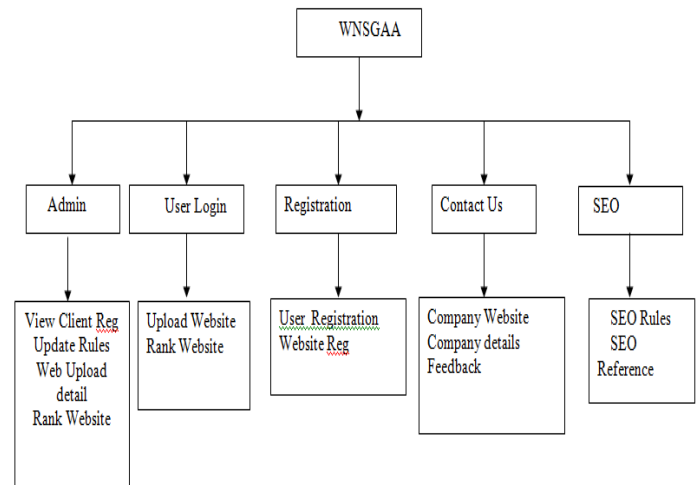 WNSGAA
Admin
User Login
Registration
Contact Us
SEO
View Client Reg
Update Rules
Web Upload
detail
Rank Website
Upload Website
Rank Website
User Registration
Website Reg
Company Website
Company details
Feedback
SEO Rules
SEO
Reference